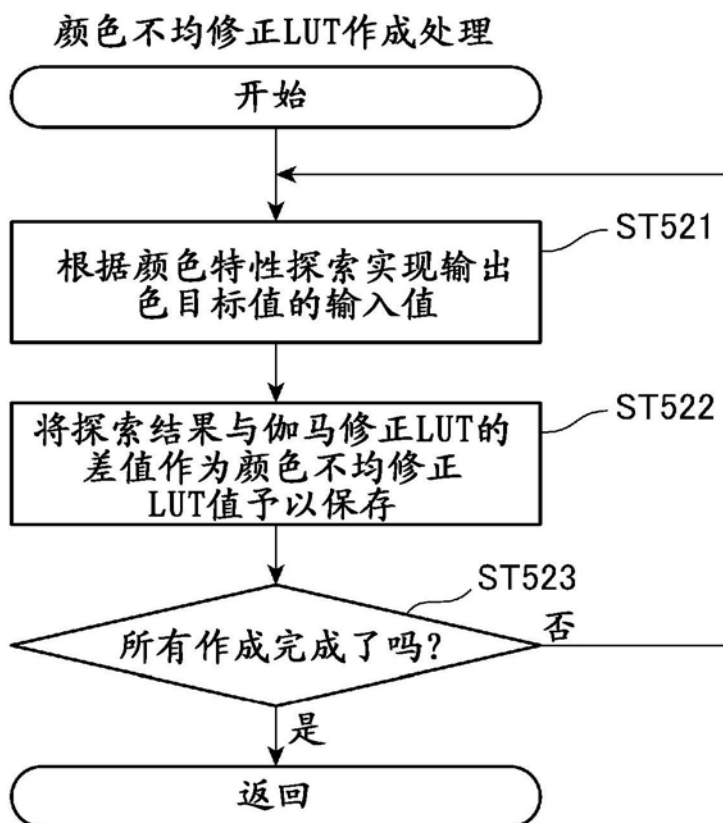 颜色不均修正LUT作成处理
开始
ST521
根据颜色特性探索实现输出
色目标值的输入值
ST522
将探索结果与伽马修正LUT的
差值作为颜色不均修正
LUT值予以保存
ST523
所有作成完成了吗?
否
是
返回